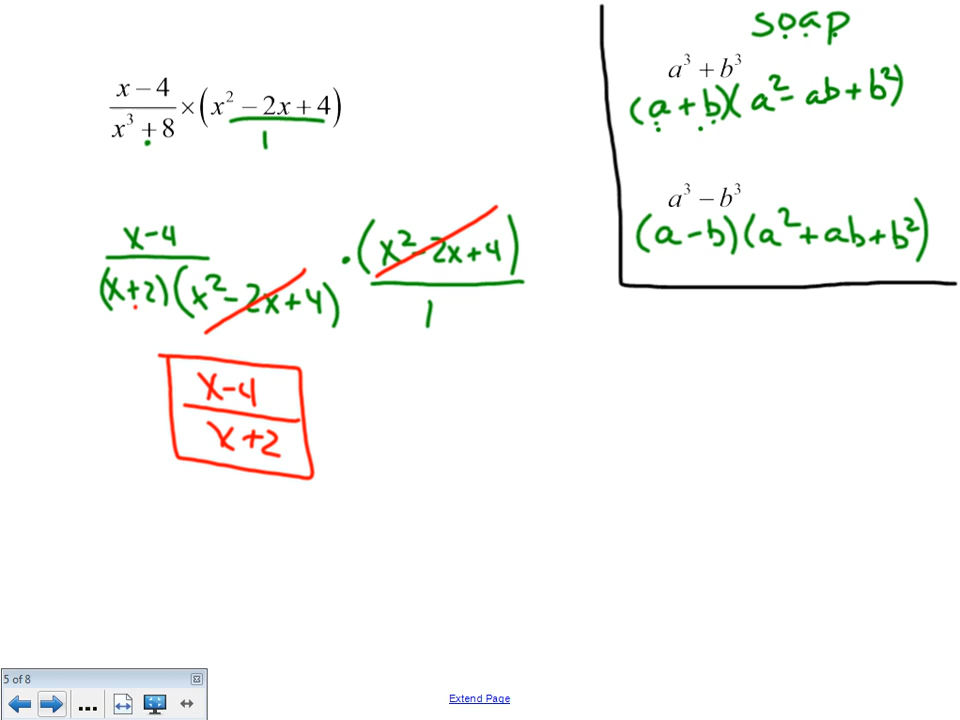 soap
a³ + b³
(a + b)(a² - ab + b²)
a³ − b³
(a - b)(a² + ab + b²)
x − 4
x³ + 8
× (x² − 2x + 4)
1
x-4
(x+2)(x²-2x+4)
· (x²-2x+4)
1
x-4
x+2
5 of 8
...
Extend Page